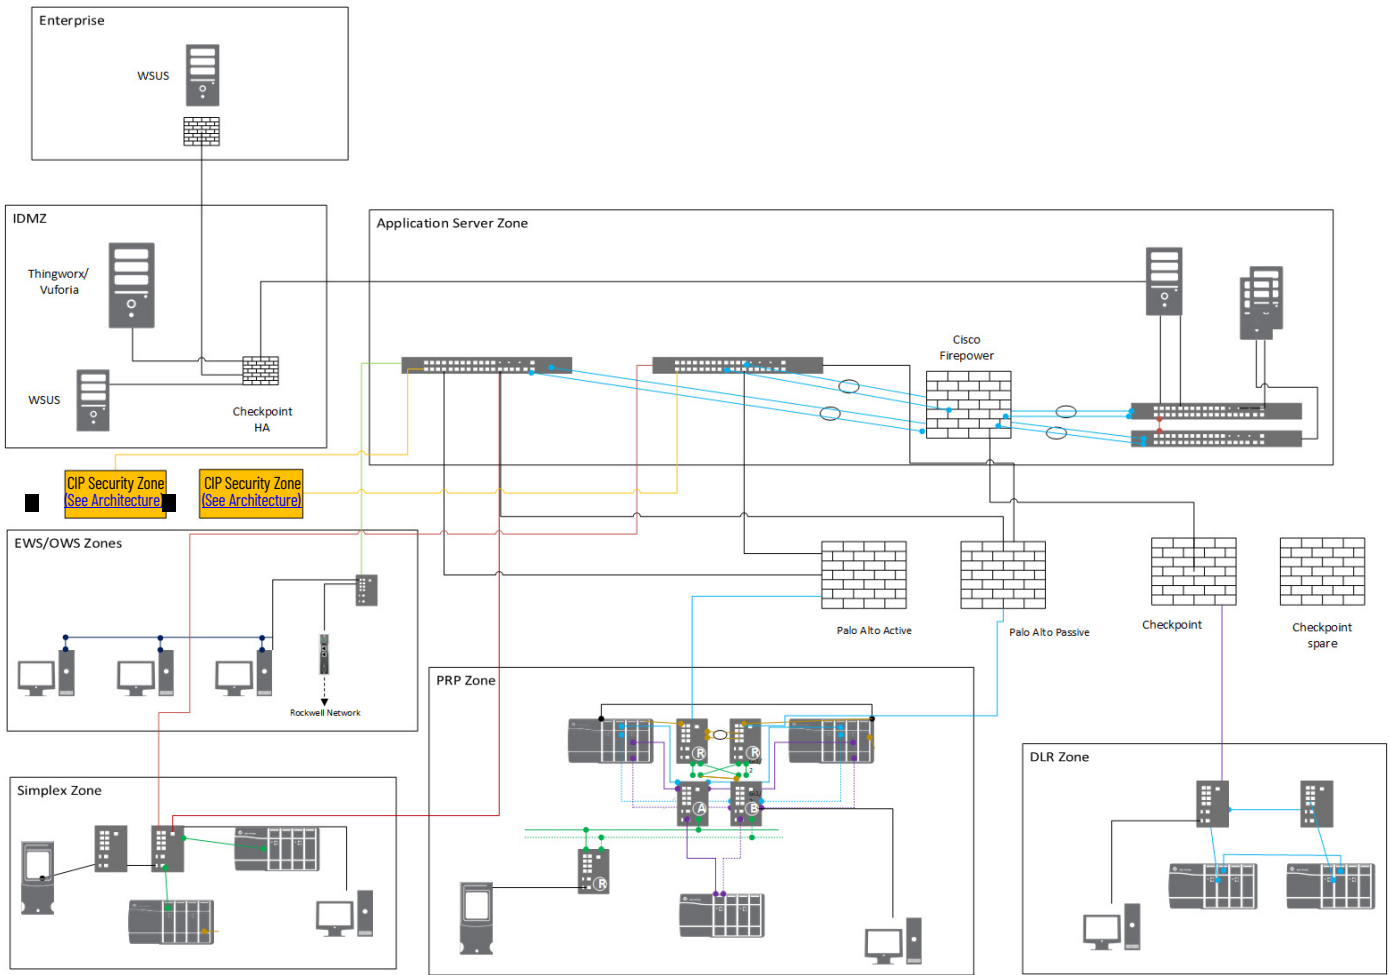 Enterprise
WSUS
IDMZ
Thingworx/
Vuforia
WSUS
Checkpoint
HA
Application Server Zone
Cisco
Firepower
CIP Security Zone
(See Architecture)
CIP Security Zone
(See Architecture)
EWS/OWS Zones
Rockwell Network
Palo Alto Active
Palo Alto Passive
Checkpoint
Checkpoint
spare
PRP Zone
R
R
2
A
B
R
Simplex Zone
DLR Zone